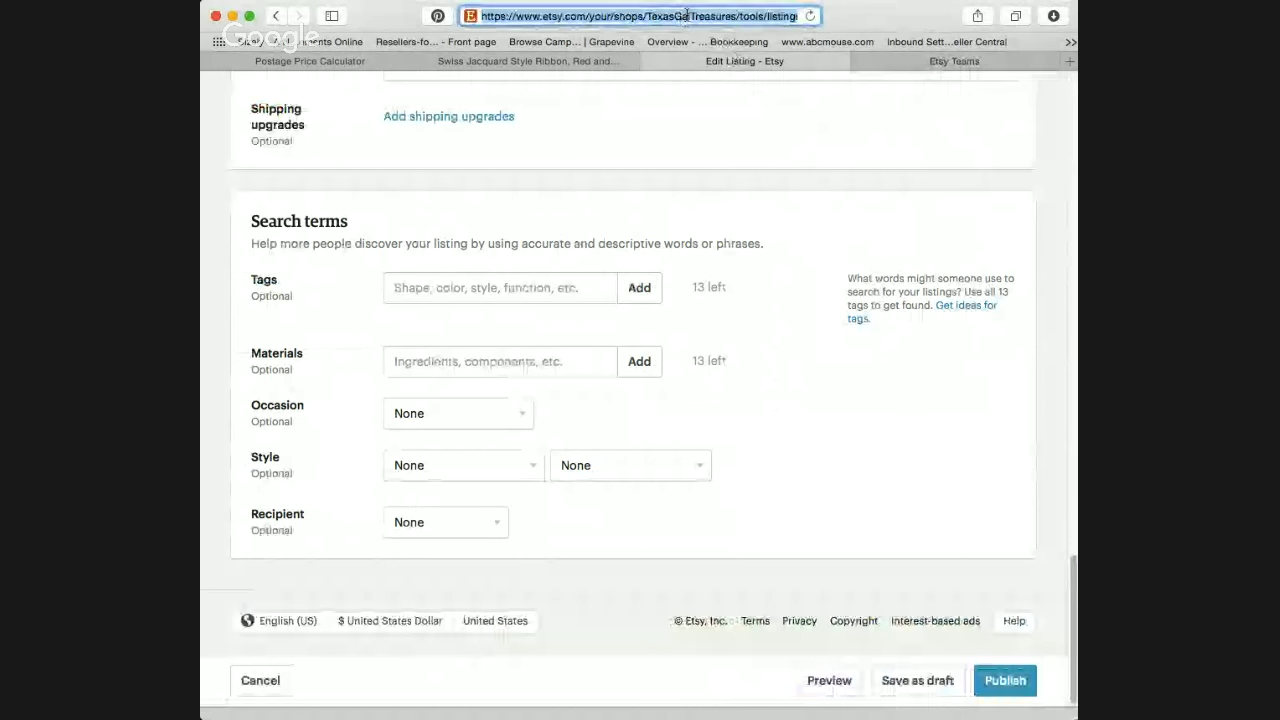 https://www.etsy.com/your/shops/TexasGalTreasures/tools/listing
Google
Online
Resellers-fo... - Front page
Browse Camp... | Grapevine
Overview - ... Bookkeeping
www.abcmouse.com
Inbound Sett...eller Central
Postage Price Calculator
Swiss Jacquard Style Ribbon, Red and...
Edit Listing - Etsy
Etsy Teams
Shipping
upgrades
Optional
Add shipping upgrades
Search terms
Help more people discover your listing by using accurate and descriptive words or phrases.
Tags
Optional
Shape, color, style, function, etc.
Add
13 left
What words might someone use to
search for your listings? Use all 13
tags to get found. Get ideas for
tags.
Materials
Optional
Ingredients, components, etc.
Add
13 left
Occasion
Optional
None
Style
Optional
None
None
Recipient
Optional
None
English (US)
$ United States Dollar
United States
© Etsy, Inc.
Terms
Privacy
Copyright
Interest-based ads
Help
Cancel
Preview
Save as draft
Publish